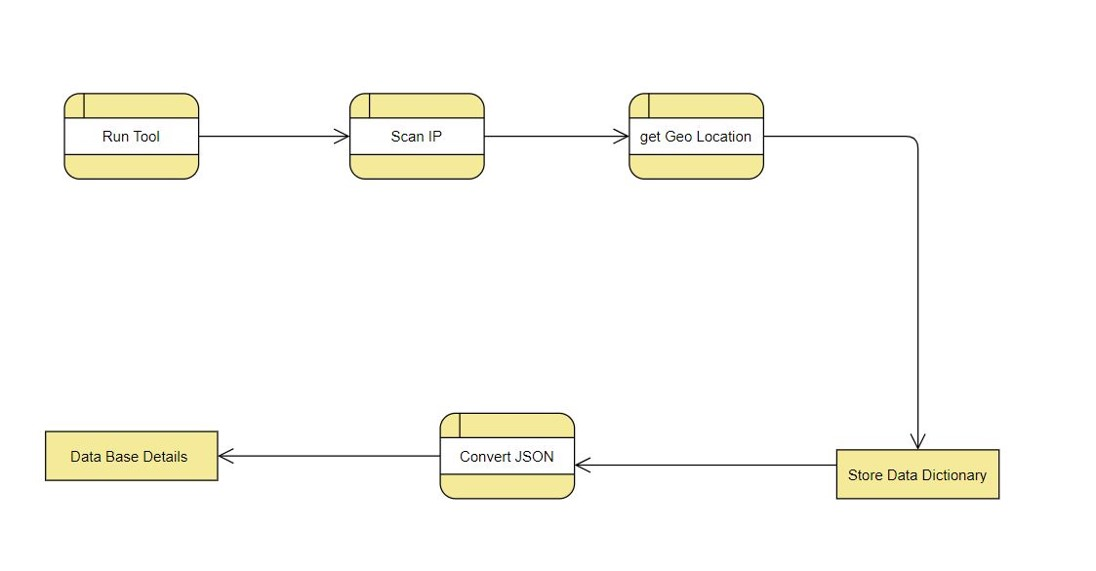 Run Tool
Scan IP
get Geo Location
Data Base Details
Convert JSON
Store Data Dictionary